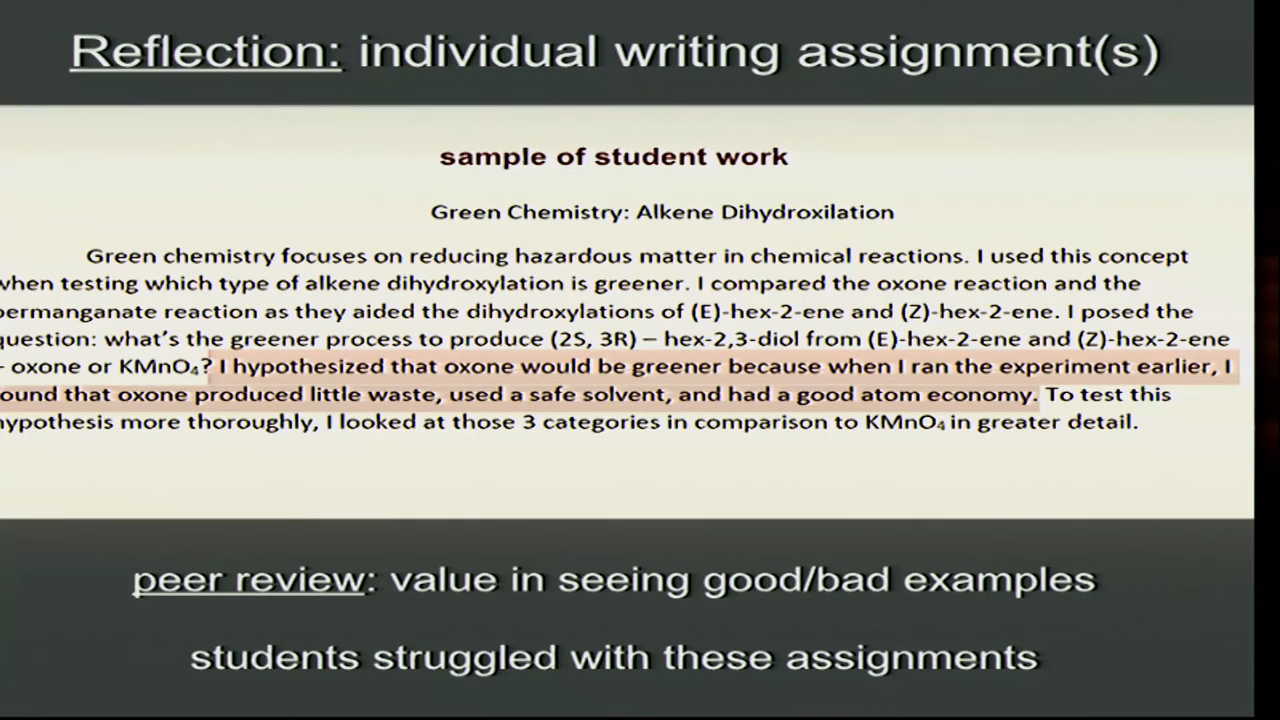 Reflection: individual writing assignment(s)
sample of student work
Green Chemistry: Alkene Dihydroxilation
Green chemistry focuses on reducing hazardous matter in chemical reactions. I used this concept
when testing which type of alkene dihydroxylation is greener. I compared the oxone reaction and the
permanganate reaction as they aided the dihydroxylations of (E)-hex-2-ene and (Z)-hex-2-ene. I posed the
question: what's the greener process to produce (2S, 3R) – hex-2,3-diol from (E)-hex-2-ene and (Z)-hex-2-ene
- oxone or KMnO₄? I hypothesized that oxone would be greener because when I ran the experiment earlier, I
found that oxone produced little waste, used a safe solvent, and had a good atom economy. To test this
hypothesis more thoroughly, I looked at those 3 categories in comparison to KMnO₄ in greater detail.
peer review: value in seeing good/bad examples
students struggled with these assignments